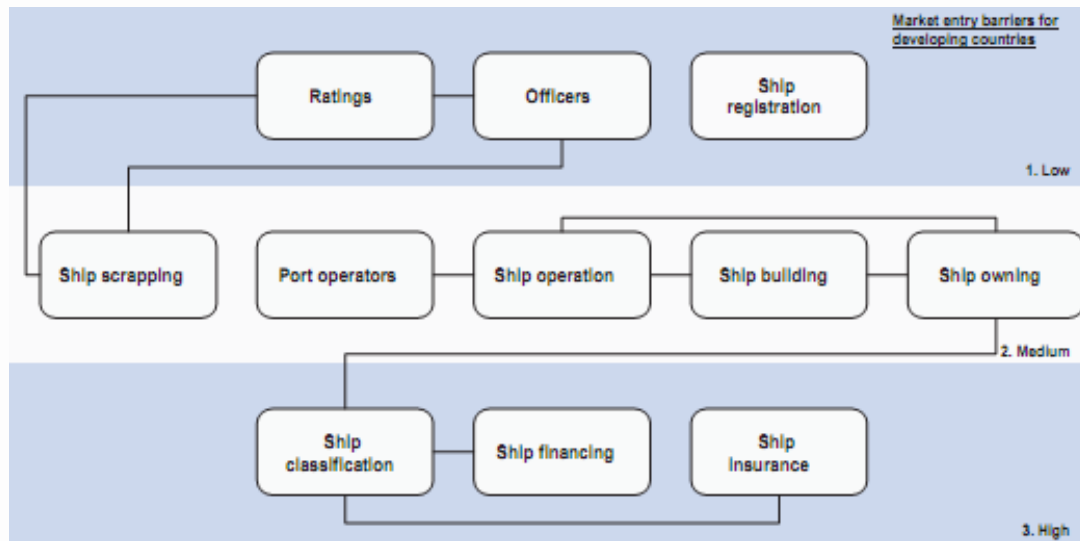 Market entry barriers for
developing countries
Ratings
Officers
Ship
registration
1. Low
Ship scrapping
Port operators
Ship operation
Ship building
Ship owning
2. Medium
Ship
classification
Ship financing
Ship
insurance
3. High